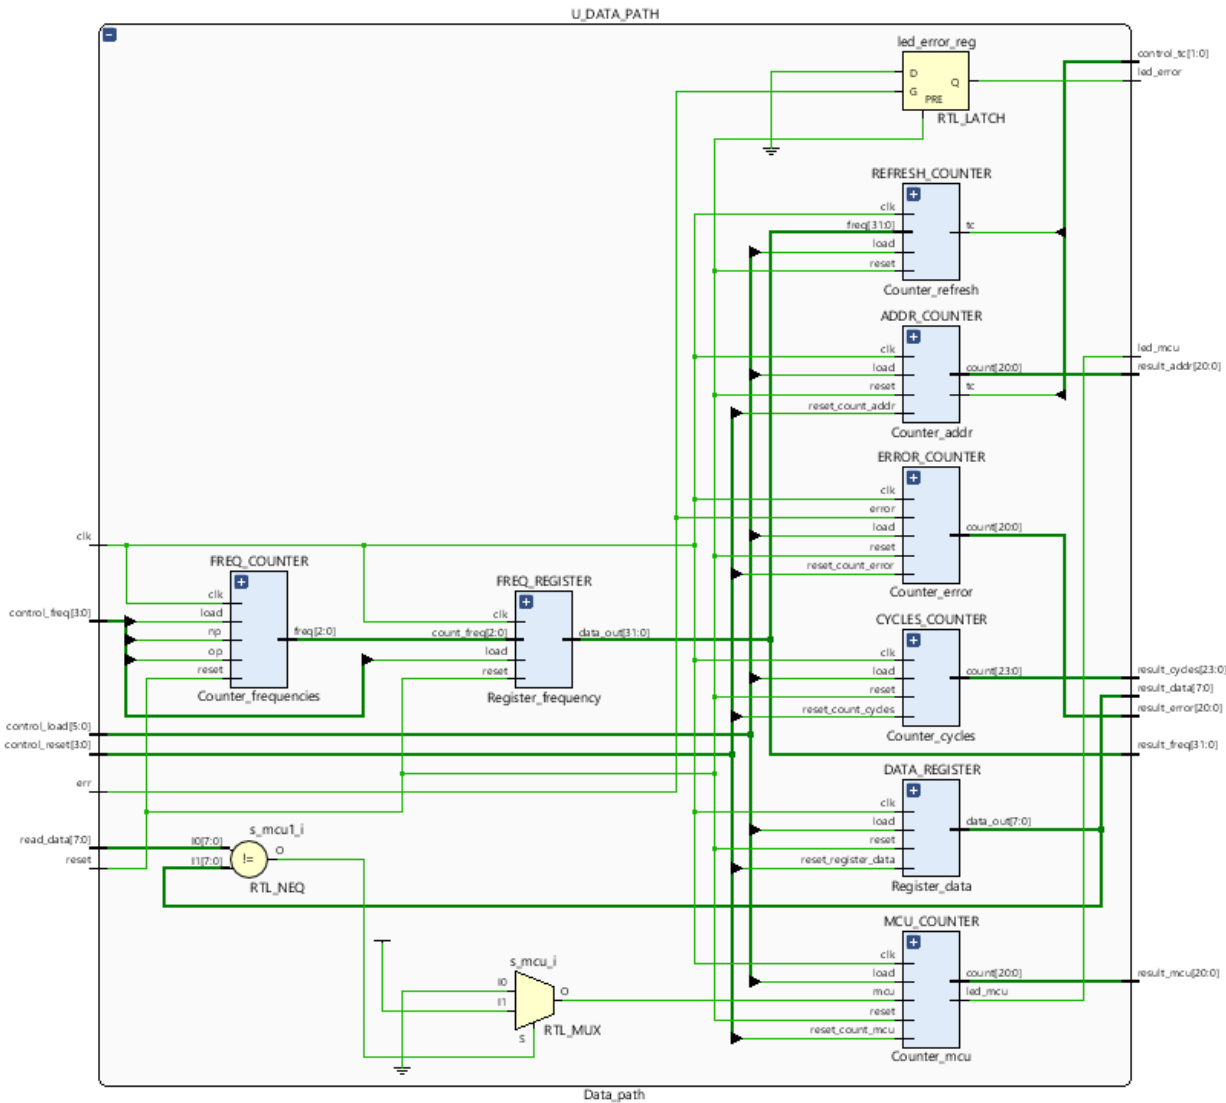 U_DATA_PATH
led_error_reg
control_tc[1:0]
led_error
D
G
Q
PRE
RTL_LATCH
REFRESH_COUNTER
clk
freq[31:0]
load
reset
tc
Counter_refresh
ADDR_COUNTER
clk
load
reset
reset_count_addr
count[20:0]
tc
led_mcu
result_addr[20:0]
Counter_addr
ERROR_COUNTER
clk
error
load
reset
reset_count_error
count[20:0]
Counter_error
clk
FREQ_COUNTER
clk
control_freq[3:0]
load
np
op
reset
freq[2:0]
Counter_frequencies
FREQ_REGISTER
clk
count_freq[2:0]
load
reset
data_out[31:0]
Register_frequency
CYCLES_COUNTER
clk
load
reset
reset_count_cycles
count[23:0]
Counter_cycles
result_cycles[23:0]
result_data[7:0]
result_error[20:0]
result_freq[31:0]
control_load[5:0]
control_reset[3:0]
err
read_data[7:0]
reset
s_mcu1_i
I0[7:0]
I1[7:0]
!=
O
RTL_NEQ
DATA_REGISTER
clk
load
reset
reset_register_data
data_out[7:0]
Register_data
s_mcu_i
I0
I1
S
O
RTL_MUX
MCU_COUNTER
clk
load
mcu
reset
reset_count_mcu
count[20:0]
led_mcu
result_mcu[20:0]
Counter_mcu
Data_path